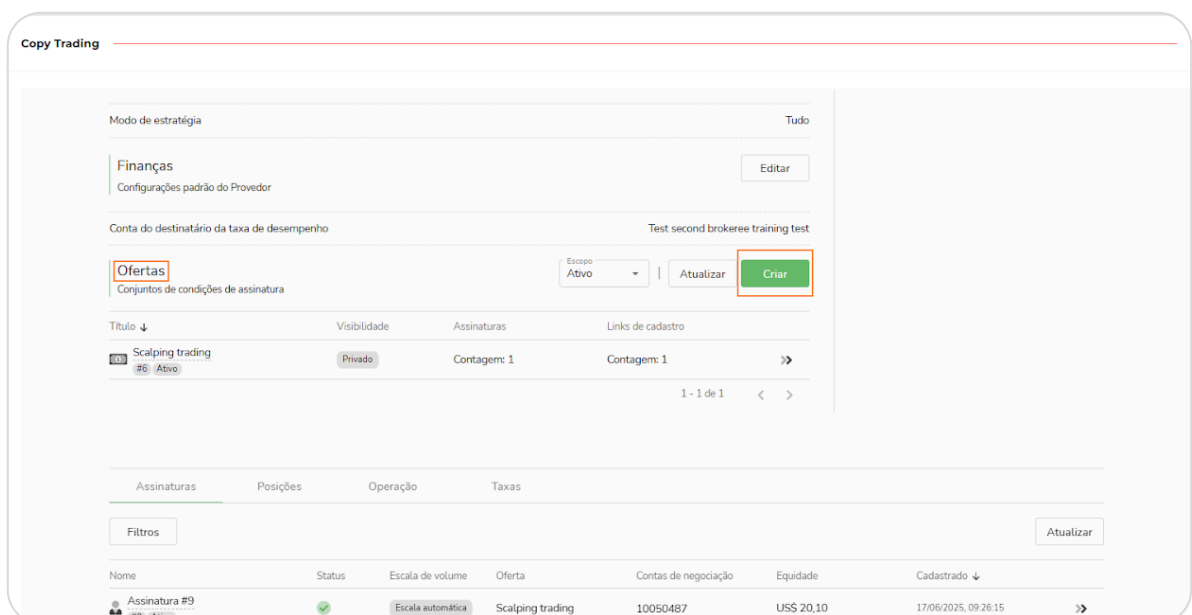 Copy Trading
Modo de estratégia Tudo
Finanças Editar
Configurações padrão do Provedor
Conta do destinatário da taxa de desempenho Test second brokeree training test
Ofertas Escopo Ativo | Atualizar Criar
Conjuntos de condições de assinatura
Título Visibilidade Assinaturas Links de cadastro
Scalping trading Privado Contagem: 1 Contagem: 1
#6 Ativo
1 - 1 de 1
Assinaturas Posições Operação Taxas
Filtros Atualizar
Nome Status Escala de volume Oferta Contas de negociação Equidade Cadastrado
Assinatura #9 Escala automática Scalping trading 10050487 US$ 20,10 17/06/2025, 09:26:15